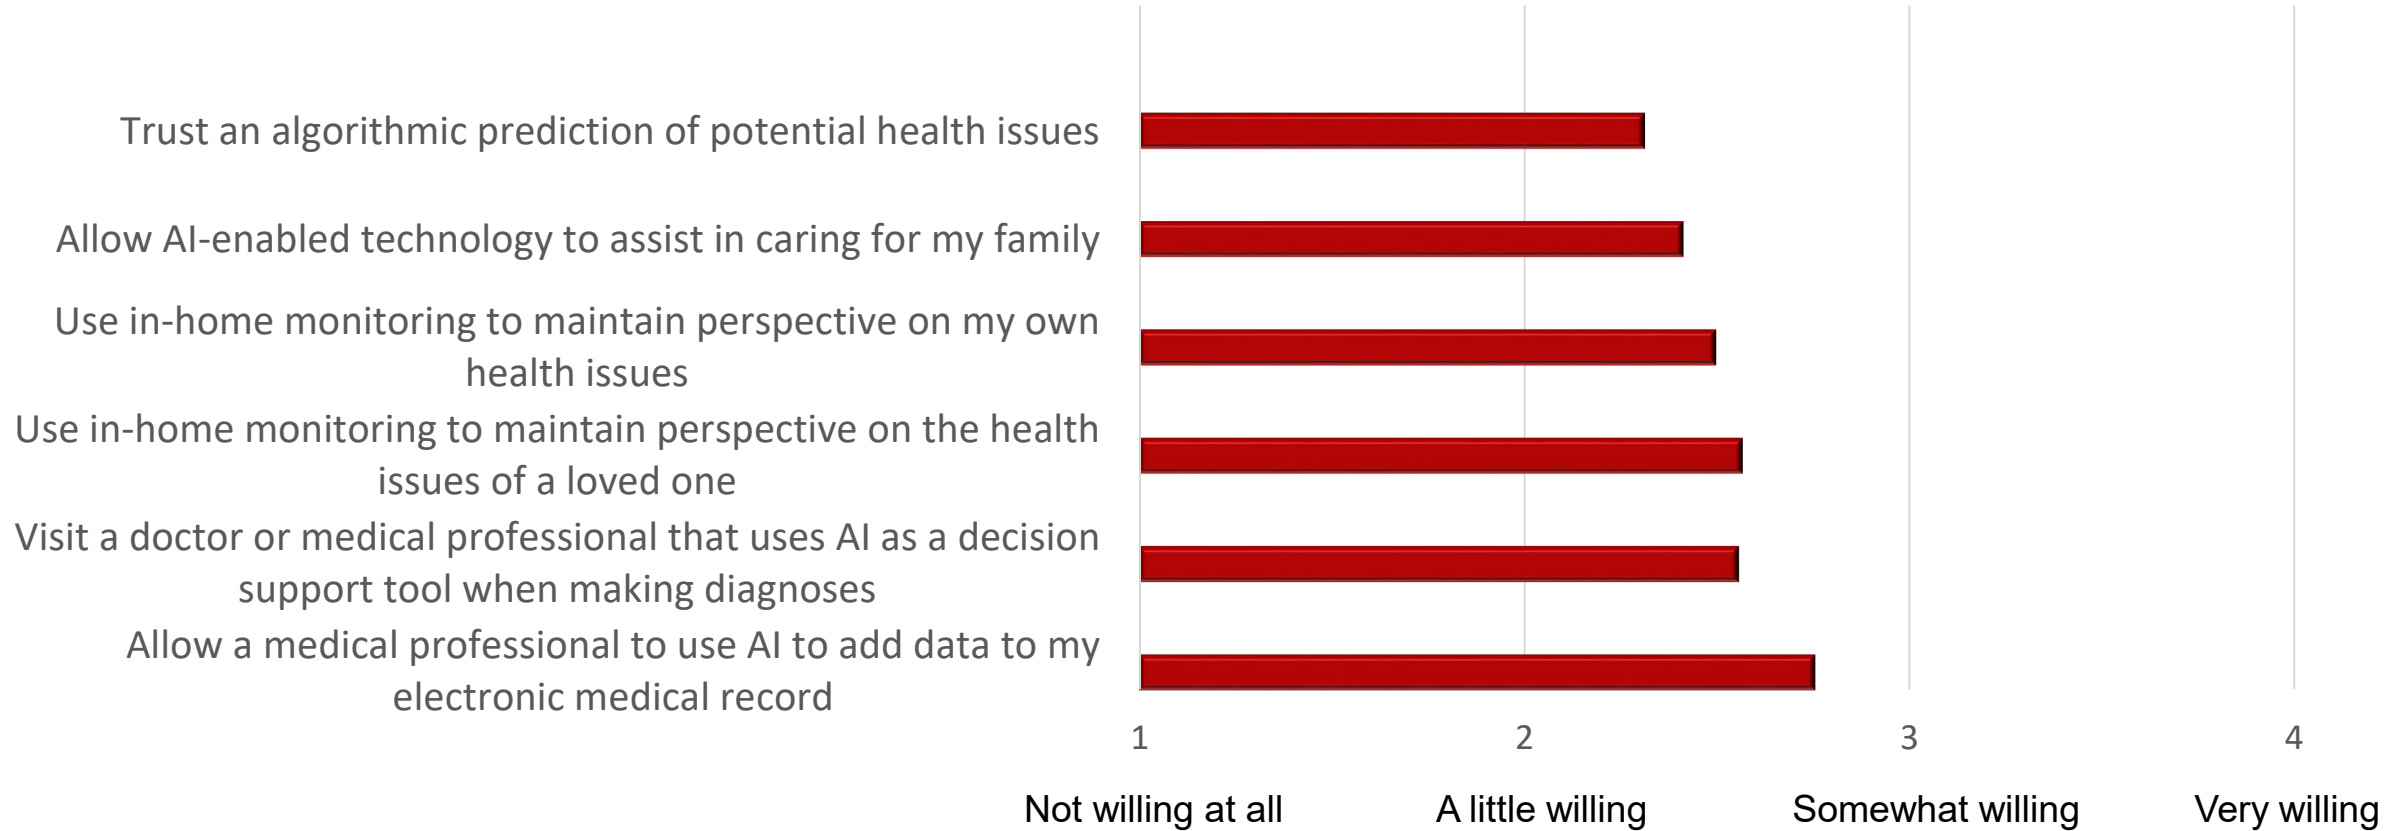 Trust an algorithmic prediction of potential health issues
Allow AI-enabled technology to assist in caring for my family
Use in-home monitoring to maintain perspective on my own
health issues
Use in-home monitoring to maintain perspective on the health
issues of a loved one
Visit a doctor or medical professional that uses AI as a decision
support tool when making diagnoses
Allow a medical professional to use AI to add data to my
electronic medical record
1 2 3 4
Not willing at all A little willing Somewhat willing Very willing